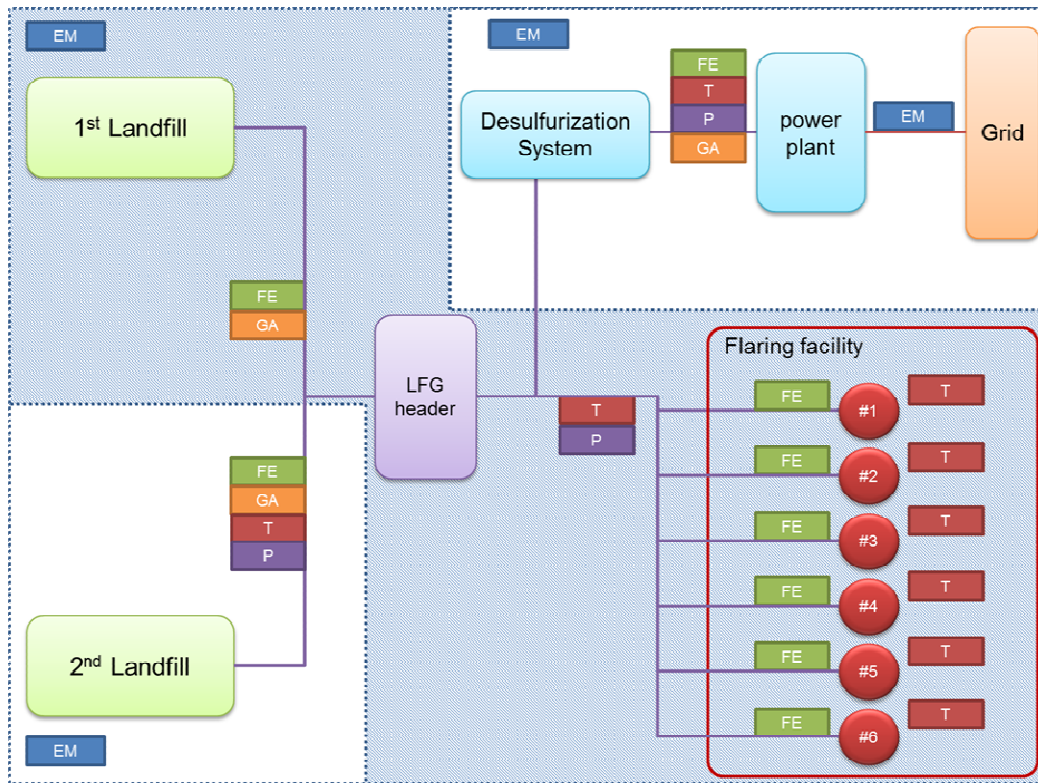 EM
1st Landfill
FE
GA
EM
Desulfurization
System
FE
T
P
GA
power
plant
EM
Grid
LFG
header
T
P
FE
GA
T
P
2nd Landfill
EM
Flaring facility
FE
#1
T
FE
#2
T
FE
#3
T
FE
#4
T
FE
#5
T
FE
#6
T